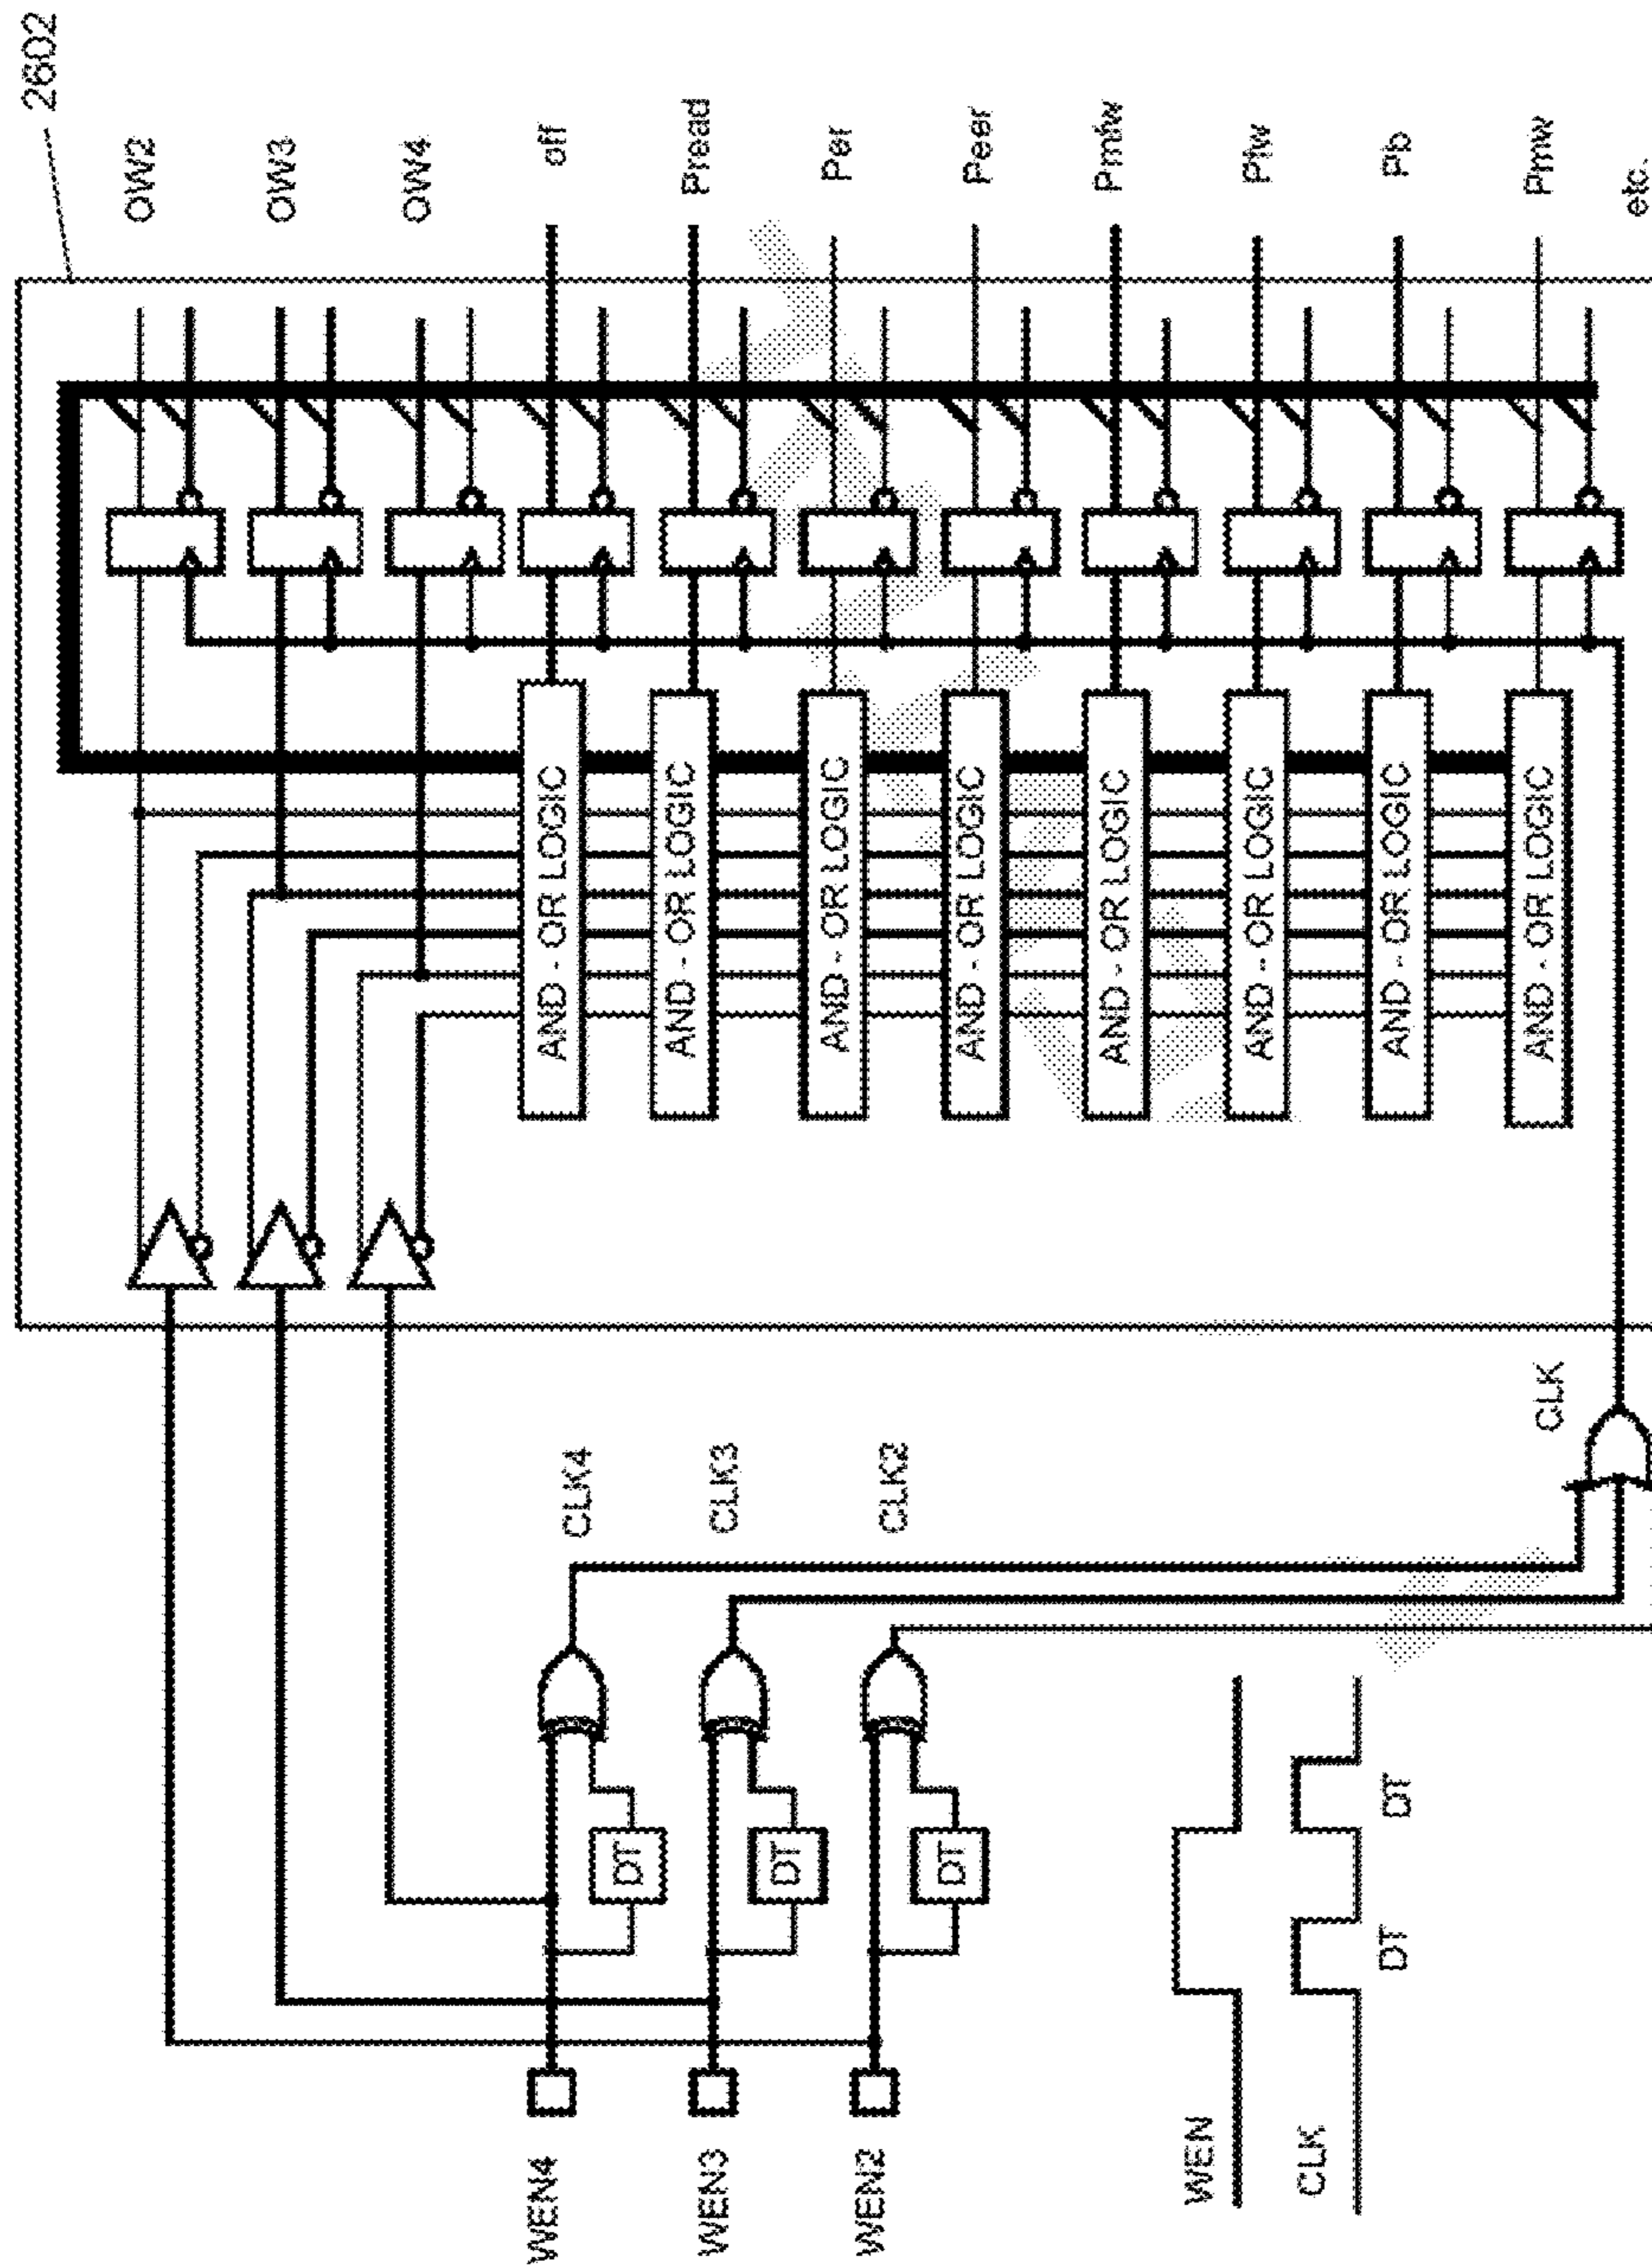 2602
OW2
OW3
OW4
off
Pread
Per
Peer
Pmfw
Pfw
Pb
Pmw
etc.
AND - OR LOGIC
AND - OR LOGIC
AND - OR LOGIC
AND - OR LOGIC
AND - OR LOGIC
AND - OR LOGIC
AND - OR LOGIC
AND - OR LOGIC
CLK4
CLK3
CLK2
CLK
DT
DT
DT
WEN4
WEN3
WEN2
WEN
CLK
DT
DT